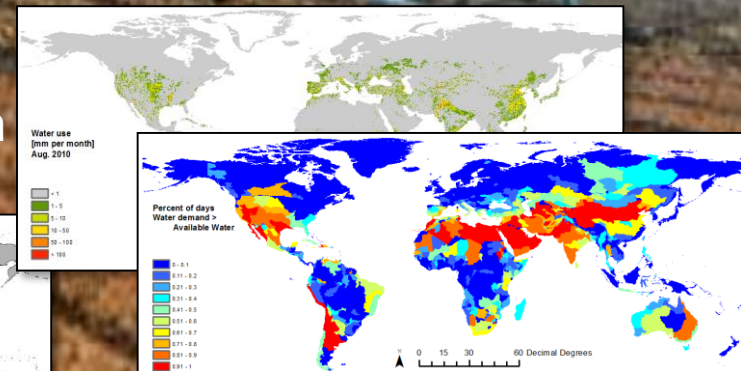 Water use
[mm per month]
Aug. 2010
< 1
1 - 5
5 - 10
10 - 50
50 - 100
> 100
Percent of days
Water demand >
Available Water
0 - 0.1
0.11 - 0.2
0.21 - 0.3
0.31 - 0.4
0.41 - 0.5
0.51 - 0.6
0.61 - 0.7
0.71 - 0.8
0.81 - 0.9
0.91 - 1
N
0 15 30 60 Decimal Degrees